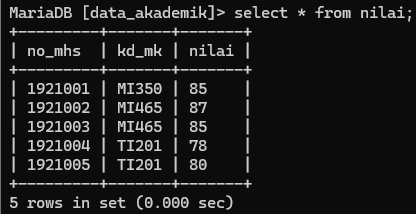 MariaDB [data_akademik]> select * from nilai;
+---------+-------+-------+
| no_mhs  | kd_mk | nilai |
+---------+-------+-------+
| 1921001 | MI350 | 85    |
| 1921002 | MI465 | 87    |
| 1921003 | MI465 | 85    |
| 1921004 | TI201 | 78    |
| 1921005 | TI201 | 80    |
+---------+-------+-------+
5 rows in set (0.000 sec)